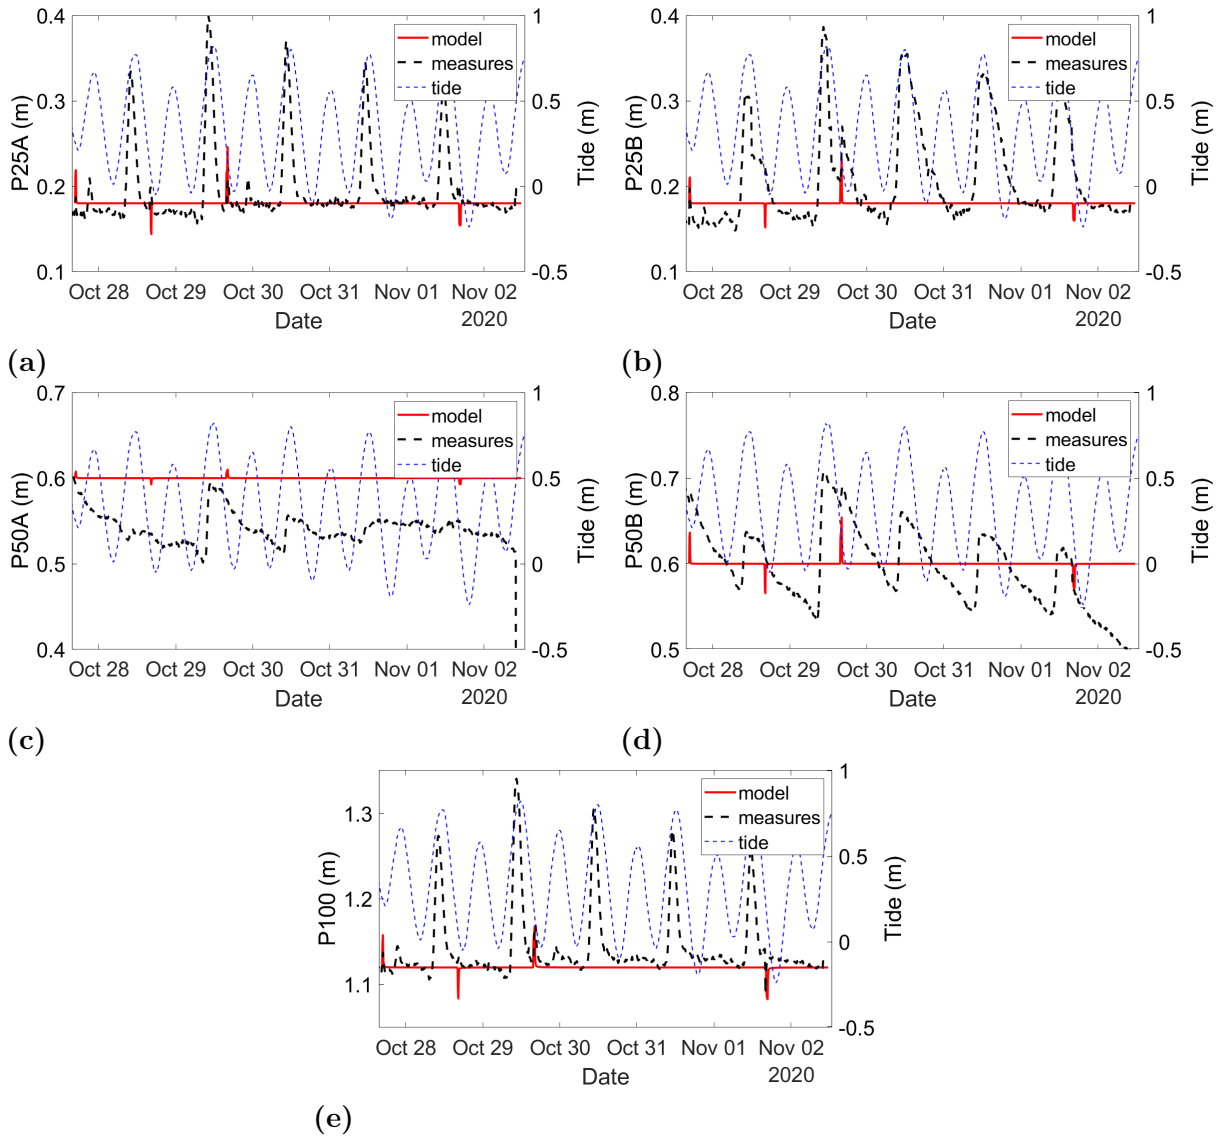 0.4
0.3
0.2
0.1
P25A (m)
1
0.5
0
-0.5
Tide (m)
model
measures
tide
Oct 28 Oct 29 Oct 30 Oct 31 Nov 01 Nov 02
Date 2020
(a)
0.4
0.3
0.2
0.1
P25B (m)
1
0.5
0
-0.5
Tide (m)
model
measures
tide
Oct 28 Oct 29 Oct 30 Oct 31 Nov 01 Nov 02
Date 2020
(b)
0.7
0.6
0.5
0.4
P50A (m)
1
0.5
0
-0.5
Tide (m)
model
measures
tide
Oct 28 Oct 29 Oct 30 Oct 31 Nov 01 Nov 02
Date 2020
(c)
0.8
0.7
0.6
0.5
P50B (m)
1
0.5
0
-0.5
Tide (m)
model
measures
tide
Oct 28 Oct 29 Oct 30 Oct 31 Nov 01 Nov 02
Date 2020
(d)
1.3
1.2
1.1
P100 (m)
1
0.5
0
-0.5
Tide (m)
model
measures
tide
Oct 28 Oct 29 Oct 30 Oct 31 Nov 01 Nov 02
Date 2020
(e)